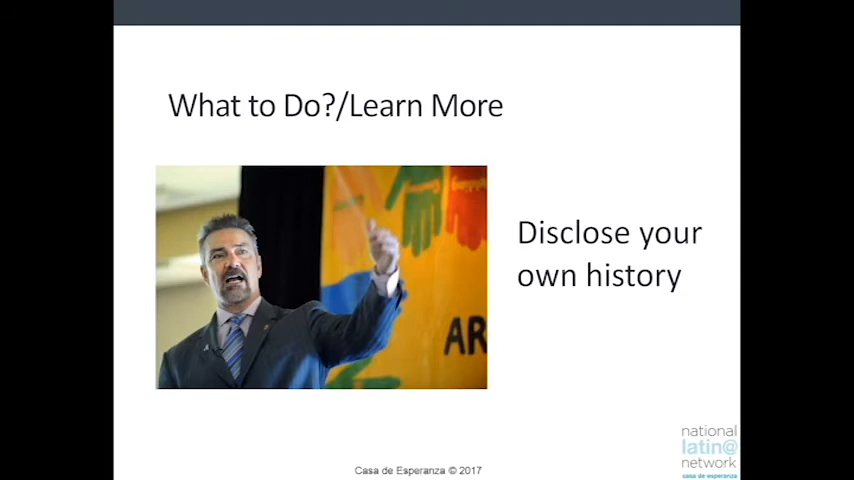 What to Do?/Learn More
AR
Disclose your
own history
national
latin@
network
casa de esperanza
Casa de Esperanza © 2017